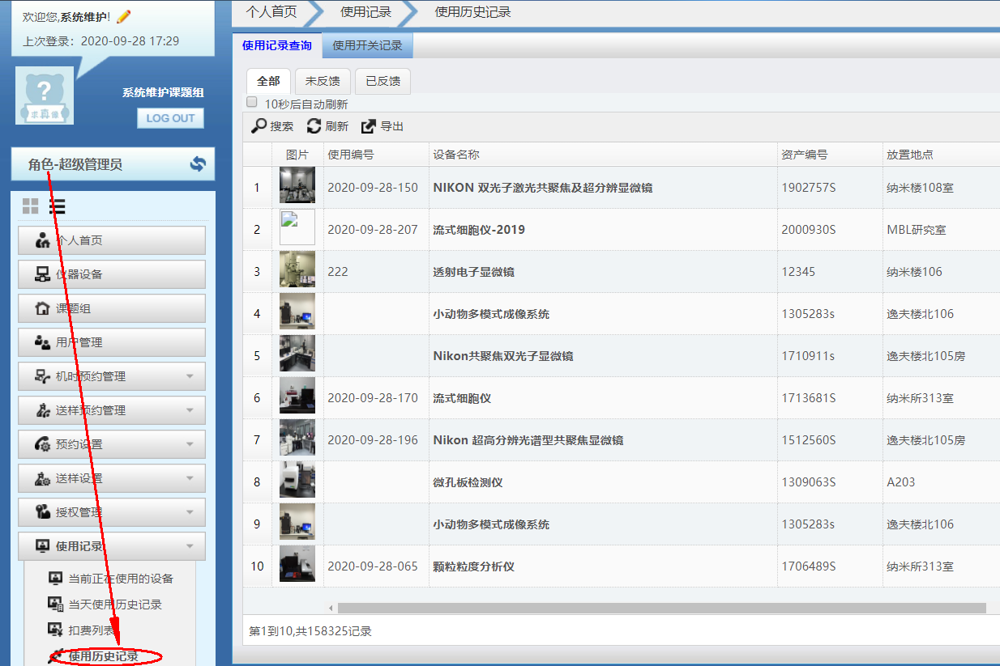 欢迎您,系统维护!
上次登录：2020-09-28 17:29
?
求真像
系统维护课题组
LOG OUT
角色-超级管理员
个人首页
仪器设备
课题组
用户管理
机时预约管理
送样预约管理
预约设置
送样设置
授权管理
使用记录
当前正在使用的设备
当天使用历史记录
扣费列表
使用历史记录
个人首页 使用记录 使用历史记录
使用记录查询 使用开关记录
全部 未反馈 已反馈
10秒后自动刷新
搜索 刷新 导出
图片 使用编号 设备名称 资产编号 放置地点
1 2020-09-28-150 NIKON 双光子激光共聚焦及超分辨显微镜 1902757S 纳米楼108室
2 2020-09-28-207 流式细胞仪-2019 2000930S MBL研究室
3 222 透射电子显微镜 12345 纳米楼106
4 小动物多模式成像系统 1305283s 逸夫楼北106
5 Nikon共聚焦双光子显微镜 1710911s 逸夫楼北105房
6 2020-09-28-170 流式细胞仪 1713681S 纳米所313室
7 2020-09-28-196 Nikon 超高分辨光谱型共聚焦显微镜 1512560S 逸夫楼北105房
8 微孔板检测仪 1309063S A203
9 小动物多模式成像系统 1305283s 逸夫楼北106
10 2020-09-28-065 颗粒粒度分析仪 1706489S 纳米所313室
第1到10,共158325记录